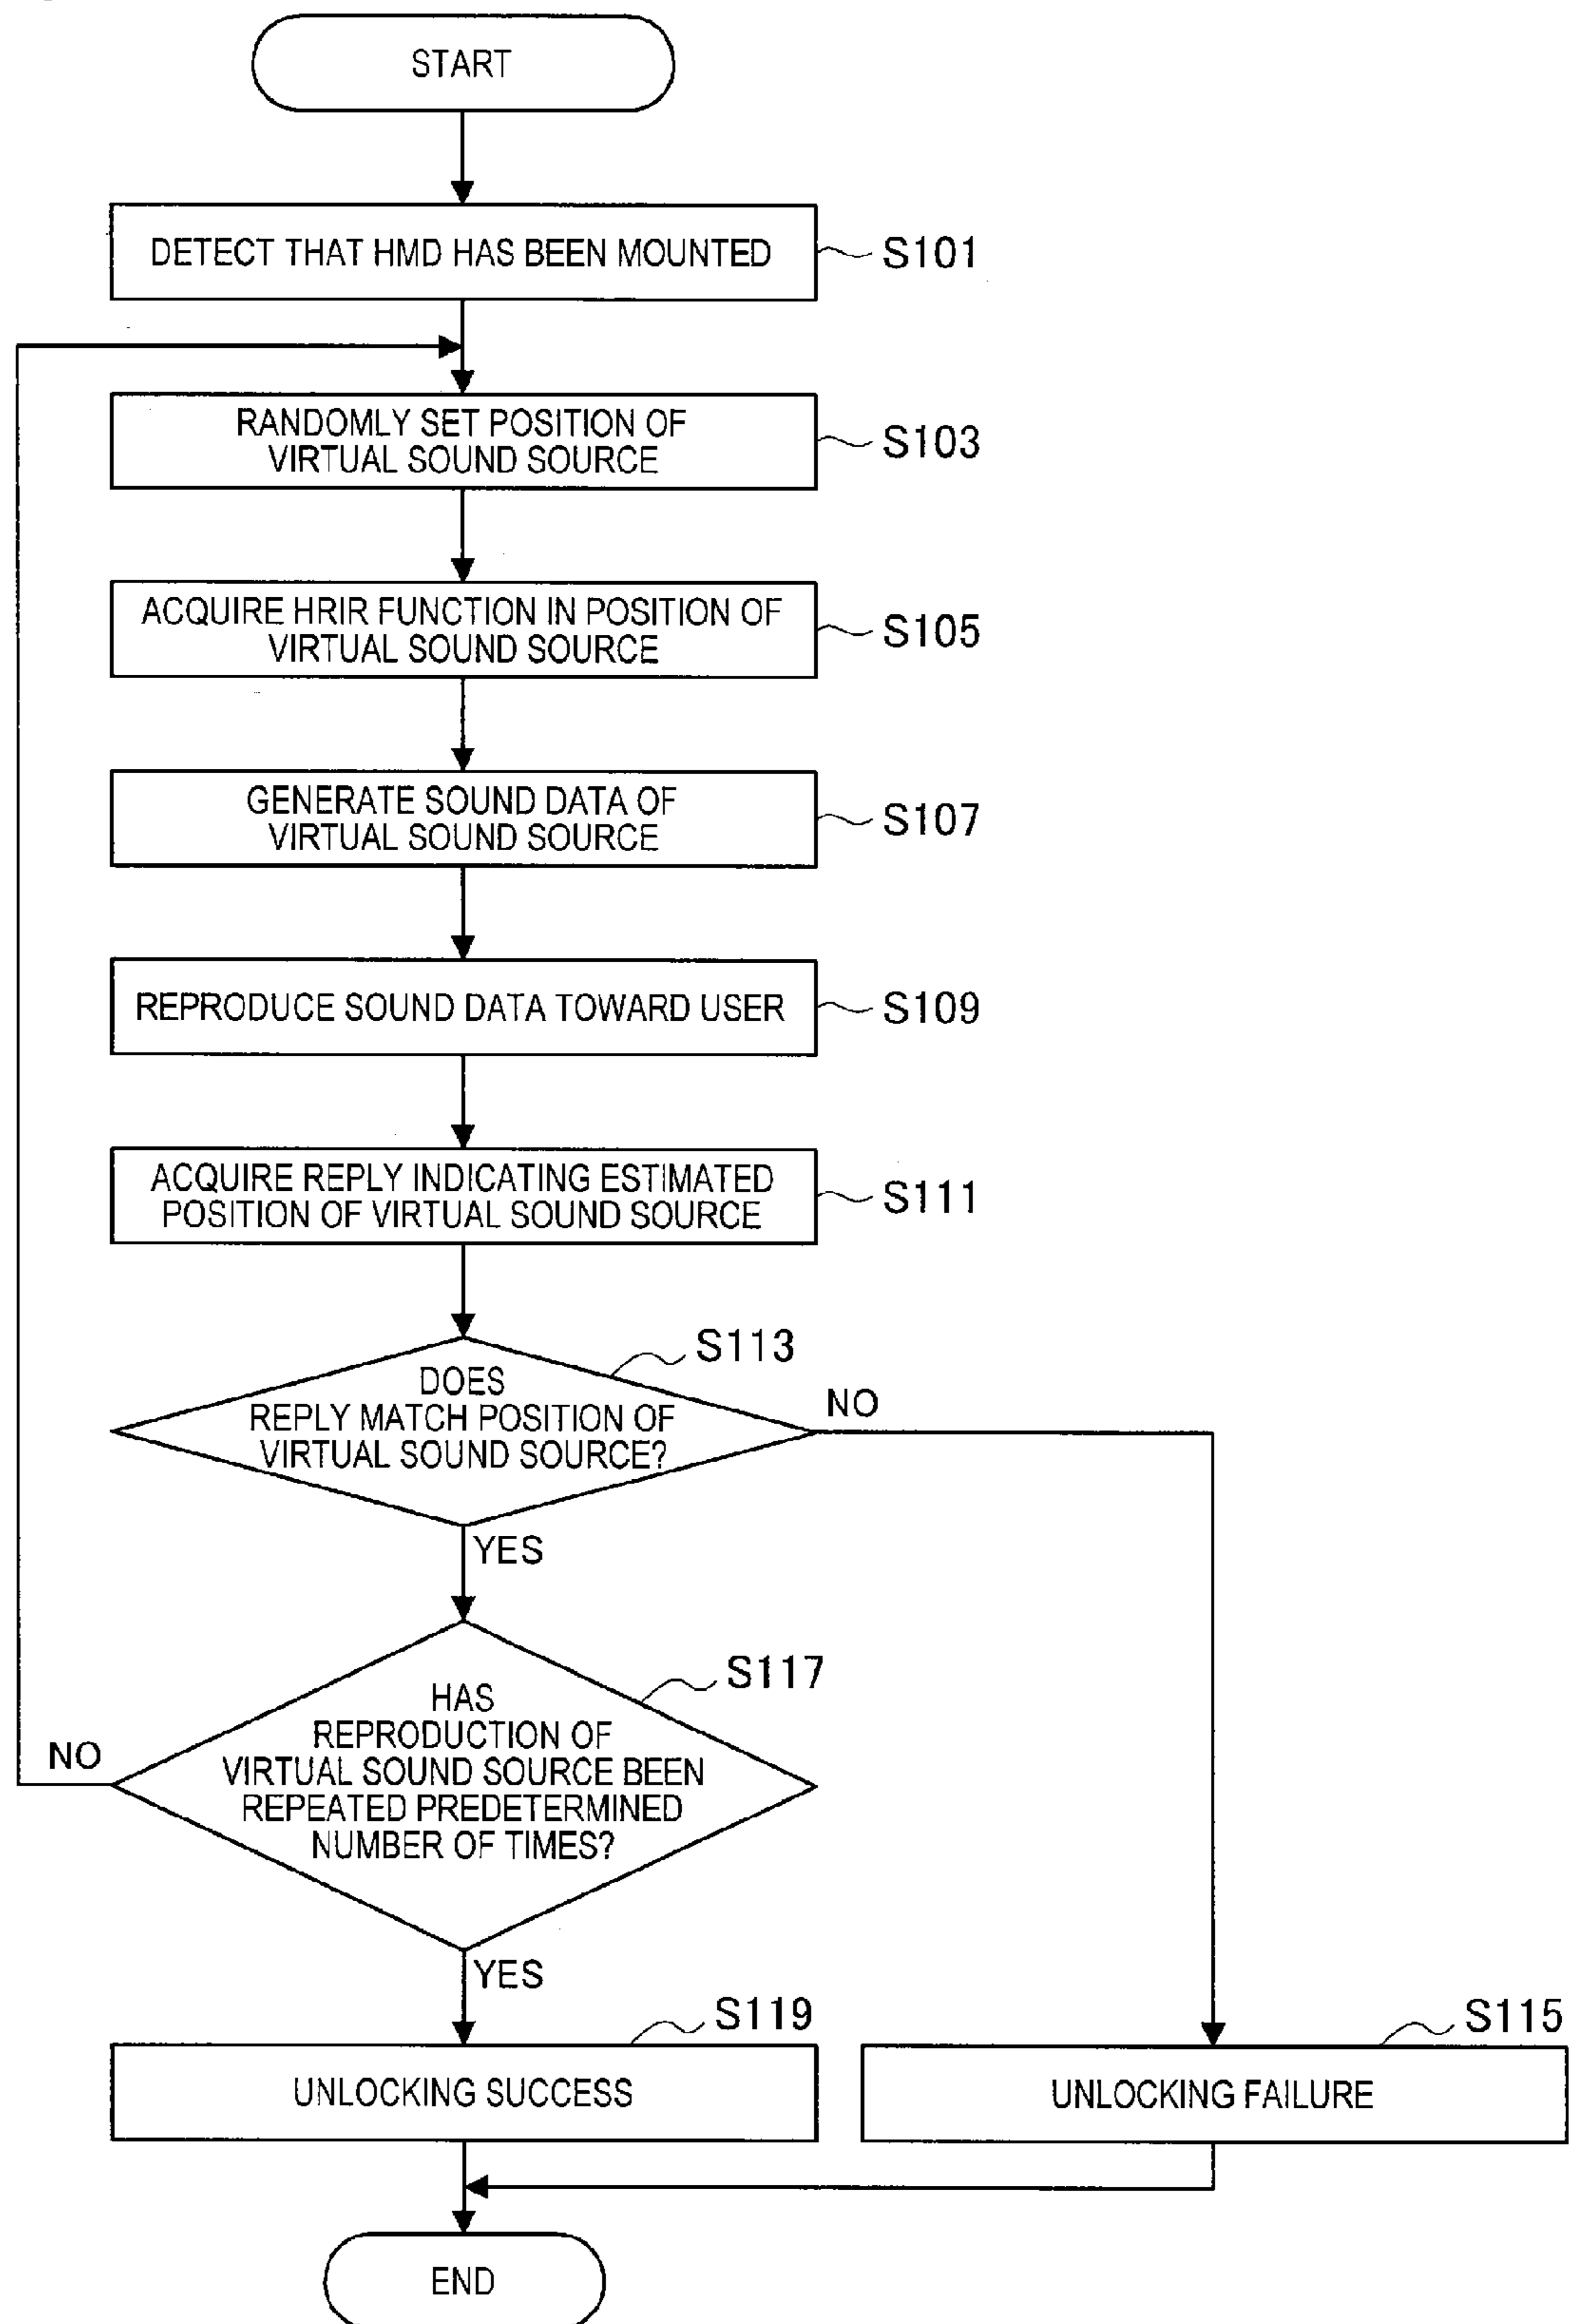 START
DETECT THAT HMD HAS BEEN MOUNTED
S101
RANDOMLY SET POSITION OF
VIRTUAL SOUND SOURCE
S103
ACQUIRE HRIR FUNCTION IN POSITION OF
VIRTUAL SOUND SOURCE
S105
GENERATE SOUND DATA OF
VIRTUAL SOUND SOURCE
S107
REPRODUCE SOUND DATA TOWARD USER
S109
ACQUIRE REPLY INDICATING ESTIMATED
POSITION OF VIRTUAL SOUND SOURCE
S111
S113
DOES
REPLY MATCH POSITION OF
VIRTUAL SOUND SOURCE?
NO
YES
S117
HAS
REPRODUCTION OF
VIRTUAL SOUND SOURCE BEEN
REPEATED PREDETERMINED
NUMBER OF TIMES?
NO
YES
S119
UNLOCKING SUCCESS
S115
UNLOCKING FAILURE
END